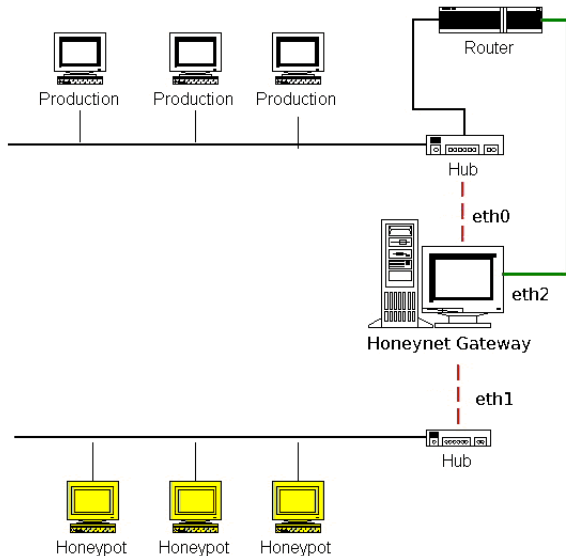 Router
Production Production Production
Hub
eth0
eth2
Honeynet Gateway
eth1
Hub
Honeypot Honeypot Honeypot